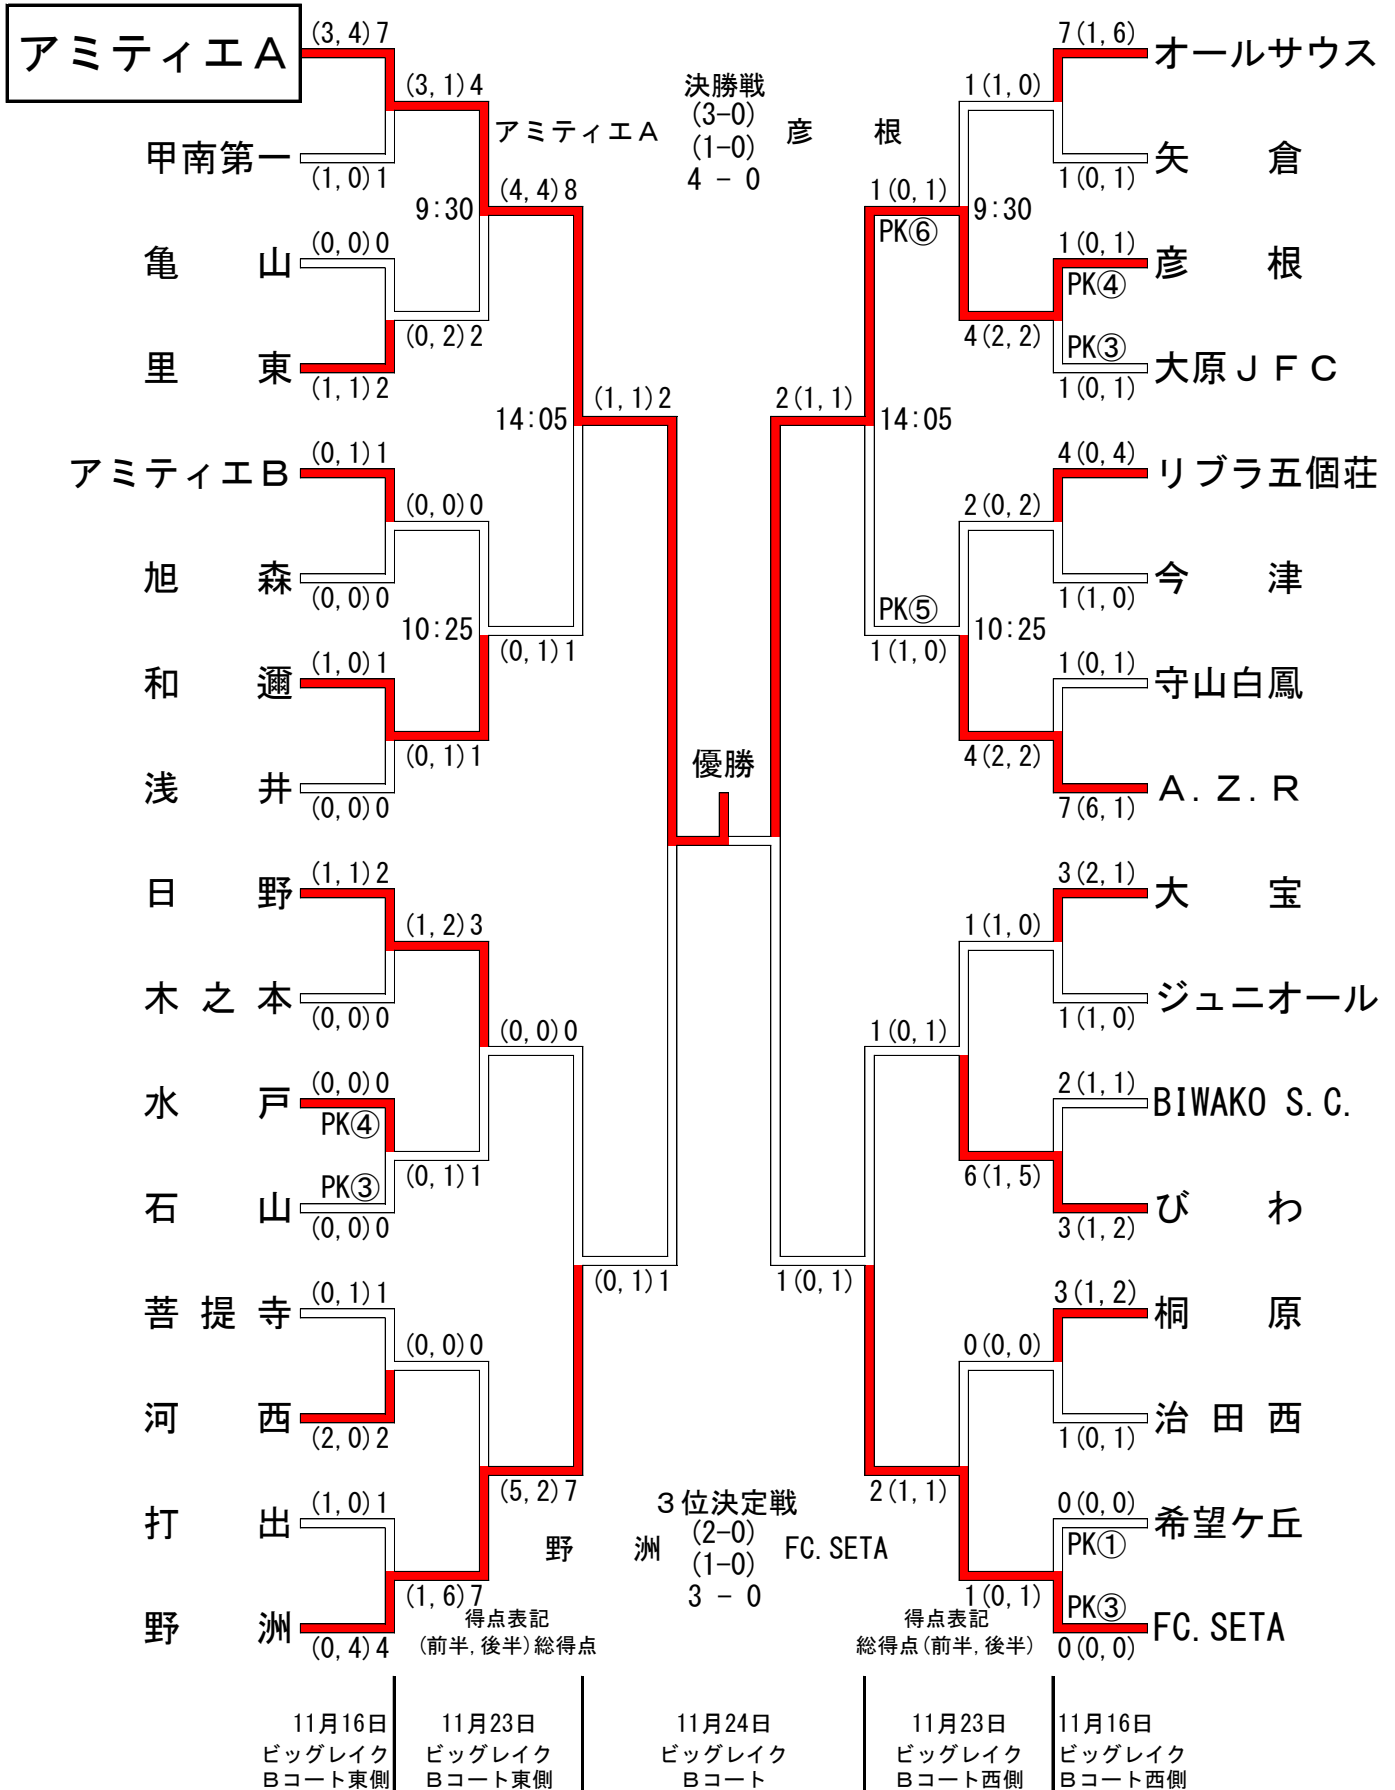 アミティエA
(3,4)7
(3,1)4
甲南第一
(1,0)1
9:30
(4,4)8
亀山
(0,0)0
里東
(1,1)2
(0,2)2
14:05
(1,1)2
アミティエB
(0,1)1
(0,0)0
旭森
(0,0)0
10:25
(0,1)1
和邇
(1,0)1
浅井
(0,0)0
(0,1)1
日野
(1,1)2
(1,2)3
木之本
(0,0)0
(0,0)0
水戸
(0,0)0
PK④
石山
PK③
(0,0)0
(0,1)1
(0,1)1
菩提寺
(0,1)1
(0,0)0
河西
(2,0)2
(5,2)7
打出
(1,0)1
野洲
(0,4)4
(1,6)7
得点表記
(前半,後半)総得点
決勝戦
アミティエA
(3-0)
(1-0)
4 - 0
彦根
優勝
3位決定戦
野洲
(2-0)
(1-0)
3 - 0
FC.SETA
7(1,6)
オールサウス
1(1,0)
矢倉
1(0,1)
1(0,1)
PK⑥
9:30
1(0,1)
彦根
PK④
4(2,2)
PK③
大原JFC
1(0,1)
2(1,1)
14:05
4(0,4)
リブラ五個荘
2(0,2)
今津
1(1,0)
PK⑤
1(1,0)
10:25
1(0,1)
守山白鳳
4(2,2)
A.Z.R
7(6,1)
3(2,1)
大宝
1(1,0)
ジュニオール
1(1,0)
1(0,1)
2(1,1)
BIWAKO S.C.
6(1,5)
びわ
3(1,2)
1(0,1)
3(1,2)
桐原
0(0,0)
治田西
1(0,1)
2(1,1)
0(0,0)
希望ケ丘
PK①
1(0,1)
PK③
FC.SETA
0(0,0)
得点表記
総得点(前半,後半)
11月16日
ビッグレイク
Bコート東側
11月23日
ビッグレイク
Bコート東側
11月24日
ビッグレイク
Bコート
11月23日
ビッグレイク
Bコート西側
11月16日
ビッグレイク
Bコート西側